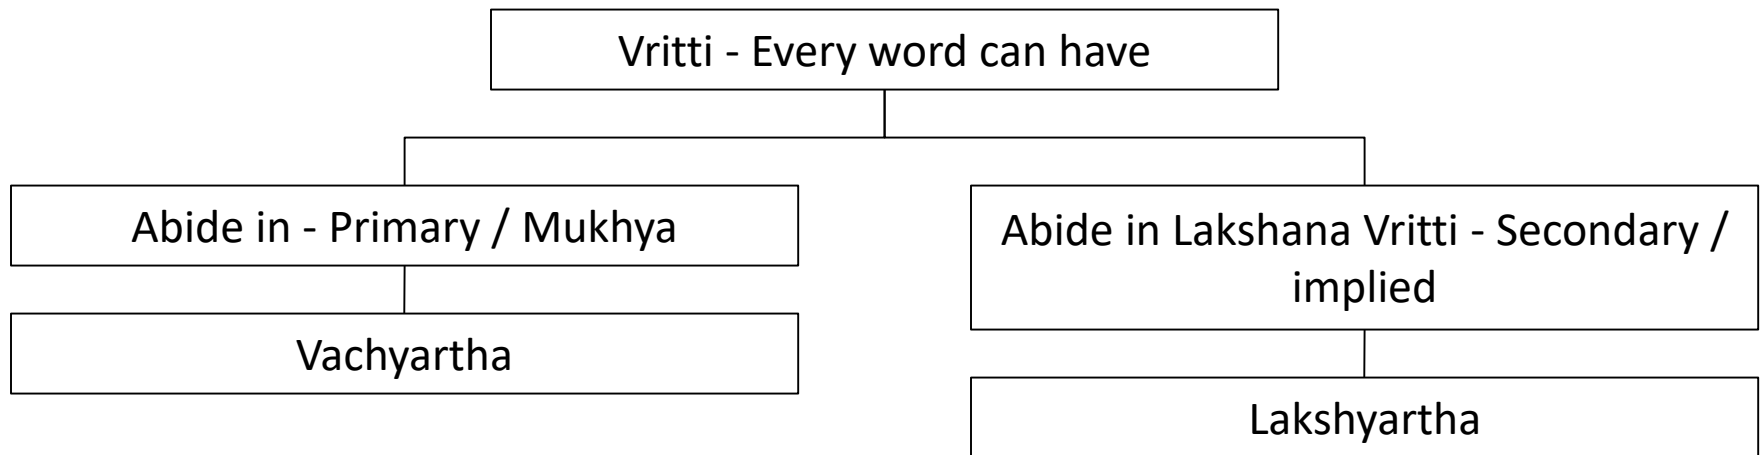 Vritti - Every word can have
Abide in - Primary / Mukhya
Vachyartha
Abide in Lakshana Vritti - Secondary /
implied
Lakshyartha